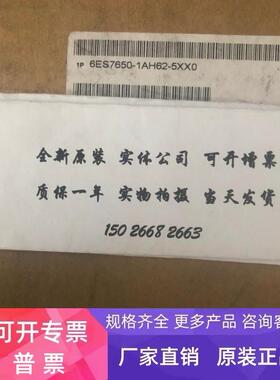 1P 6ES7650-1AH62-5XX0
全新原装 实体公司 可开增票
质保一年 实物拍摄 当天发货
150 2668 2663
可开专票
普票
规格齐全 更多产品 咨询客服
厂家直销 原装正